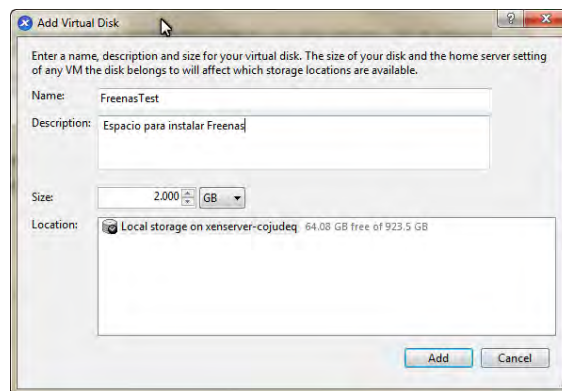 Add Virtual Disk
Enter a name, description and size for your virtual disk. The size of your disk and the home server setting
of any VM the disk belongs to will affect which storage locations are available.
Name: FreenasTest
Description: Espacio para instalar Freenas
Size: 2.000 GB
Location: Local storage on xenserver-cojudeq 64.08 GB free of 923.5 GB
Add Cancel